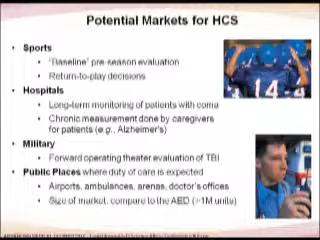 Potential Markets for HCS
• Sports
• 'Baseline' pre-season evaluation
• Return-to-play decisions
• Hospitals
• Long-term monitoring of patients with coma
• Chronic measurement done by caregivers
for patients (e.g., Alzheimer's)
• Military
• Forward operating theater evaluation of TBI
• Public Places where duty of care is expected
• Airports, ambulances, arenas, doctor's offices
• Size of market, compare to the AED (>1M units)
14